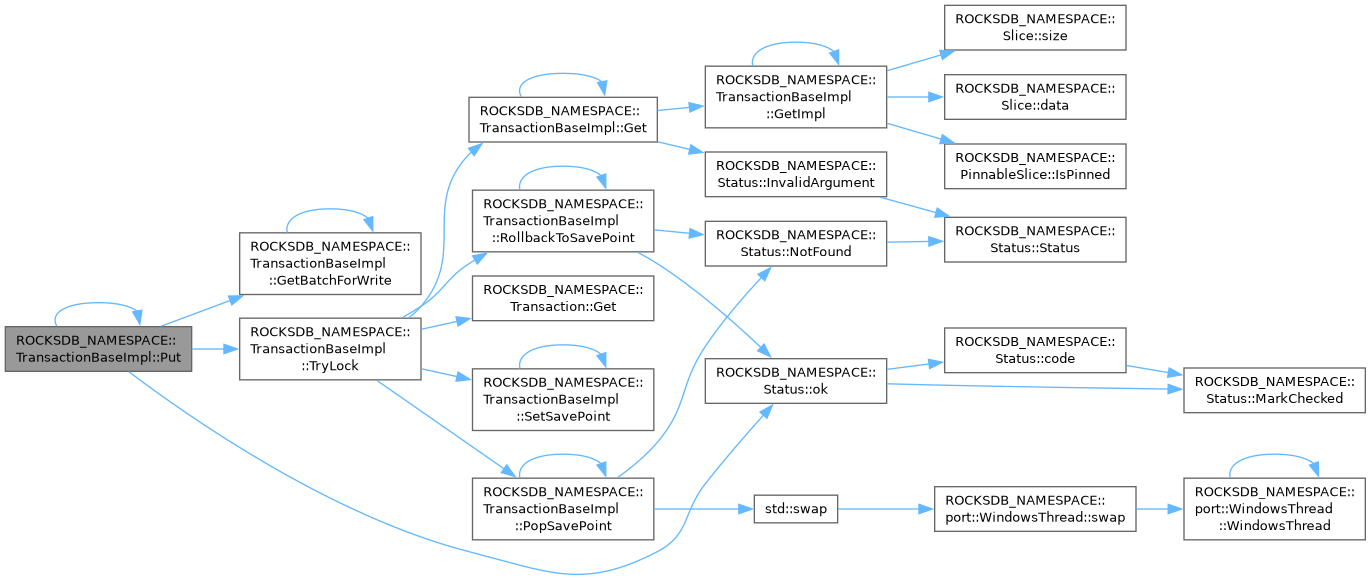 ROCKSDB_NAMESPACE::
TransactionBaseImpl::Put
ROCKSDB_NAMESPACE::
TransactionBaseImpl
::GetBatchForWrite
ROCKSDB_NAMESPACE::
TransactionBaseImpl
::TryLock
ROCKSDB_NAMESPACE::
TransactionBaseImpl::Get
ROCKSDB_NAMESPACE::
TransactionBaseImpl
::RollbackToSavePoint
ROCKSDB_NAMESPACE::
Transaction::Get
ROCKSDB_NAMESPACE::
TransactionBaseImpl
::SetSavePoint
ROCKSDB_NAMESPACE::
TransactionBaseImpl
::PopSavePoint
ROCKSDB_NAMESPACE::
TransactionBaseImpl
::GetImpl
ROCKSDB_NAMESPACE::
Status::InvalidArgument
ROCKSDB_NAMESPACE::
Status::NotFound
ROCKSDB_NAMESPACE::
Status::ok
std::swap
ROCKSDB_NAMESPACE::
Slice::size
ROCKSDB_NAMESPACE::
Slice::data
ROCKSDB_NAMESPACE::
PinnableSlice::IsPinned
ROCKSDB_NAMESPACE::
Status::Status
ROCKSDB_NAMESPACE::
Status::code
ROCKSDB_NAMESPACE::
port::WindowsThread::swap
ROCKSDB_NAMESPACE::
Status::MarkChecked
ROCKSDB_NAMESPACE::
port::WindowsThread
::WindowsThread